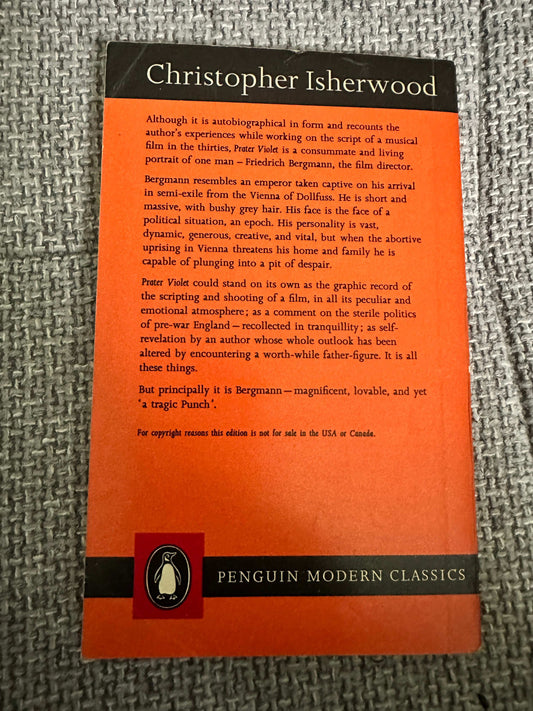 Christopher Isherwood
Although it is autobiographical in form and recounts the
author's experiences while working on the script of a musical
film in the thirties, Prater Violet is a consummate and living
portrait of one man – Friedrich Bergmann, the film director.
Bergmann resembles an emperor taken captive on his arrival
in semi-exile from the Vienna of Dollfuss. He is short and
massive, with bushy grey hair. His face is the face of a
political situation, an epoch. His personality is vast,
dynamic, generous, creative, and vital, but when the abortive
uprising in Vienna threatens his home and family he is
capable of plunging into a pit of despair.
Prater Violet could stand on its own as the graphic record of
the scripting and shooting of a film, in all its peculiar and
emotional atmosphere; as a comment on the sterile politics
of pre-war England – recollected in tranquillity; as self-
revelation by an author whose whole outlook has been
altered by encountering a worth-while father-figure. It is all
these things.
But principally it is Bergmann – magnificent, lovable, and yet
'a tragic Punch'.
For copyright reasons this edition is not for sale in the USA or Canada.
PENGUIN MODERN CLASSICS